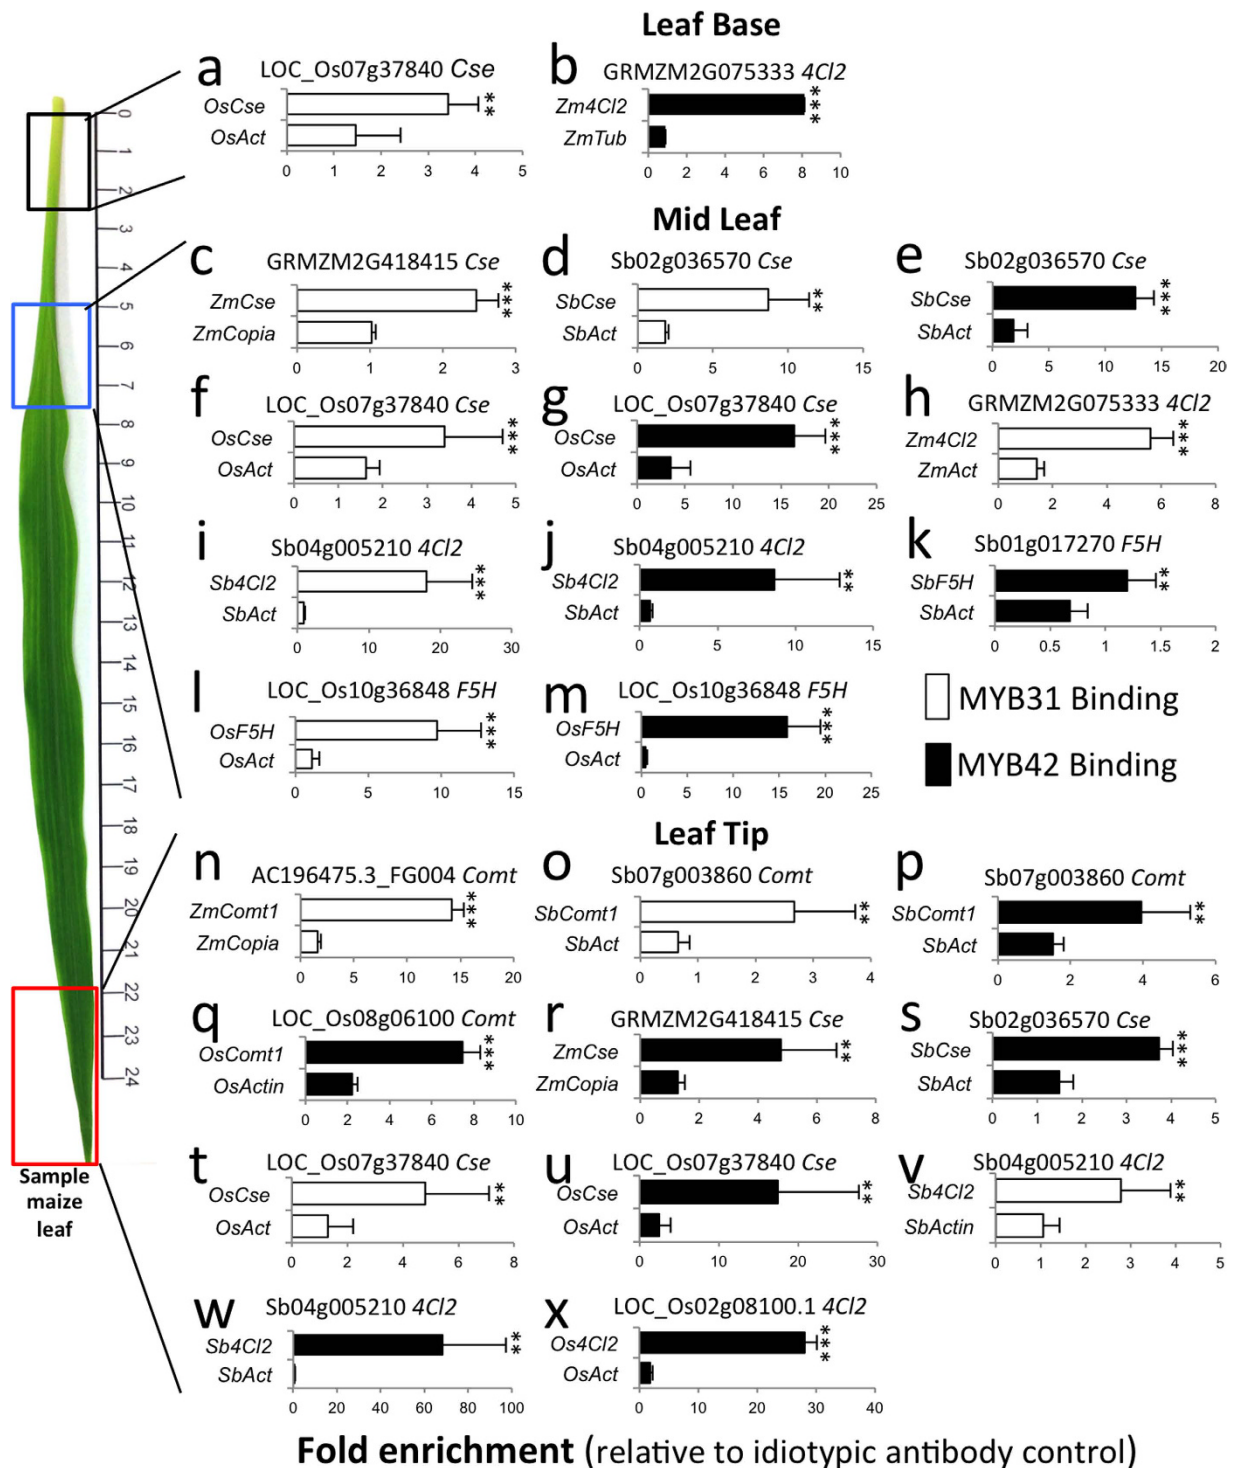 Leaf Base
a
LOC_Os07g37840 Cse
OsCse
**
OsAct
0 1 2 3 4 5
b
GRMZM2G075333 4Cl2
Zm4Cl2
***
ZmTub
0 2 4 6 8 10
Mid Leaf
c
GRMZM2G418415 Cse
ZmCse
***
ZmCopia
0 1 2 3
d
Sb02g036570 Cse
SbCse
**
SbAct
0 5 10 15
e
Sb02g036570 Cse
SbCse
***
SbAct
0 5 10 15 20
f
LOC_Os07g37840 Cse
OsCse
***
OsAct
0 1 2 3 4 5
g
LOC_Os07g37840 Cse
OsCse
***
OsAct
0 5 10 15 20 25
h
GRMZM2G075333 4Cl2
Zm4Cl2
***
ZmAct
0 2 4 6 8
i
Sb04g005210 4Cl2
Sb4Cl2
***
SbAct
0 10 20 30
j
Sb04g005210 4Cl2
Sb4Cl2
**
SbAct
0 5 10 15
k
Sb01g017270 F5H
SbF5H
**
SbAct
0 0.5 1 1.5 2
l
LOC_Os10g36848 F5H
OsF5H
***
OsAct
0 5 10 15
m
LOC_Os10g36848 F5H
OsF5H
***
OsAct
0 5 10 15 20 25
MYB31 Binding
MYB42 Binding
Leaf Tip
n
AC196475.3_FG004 Comt
ZmComt1
***
ZmCopia
0 5 10 15 20
o
Sb07g003860 Comt
SbComt1
**
SbAct
0 1 2 3 4
p
Sb07g003860 Comt
SbComt1
**
SbAct
0 2 4 6
q
LOC_Os08g06100 Comt
OsComt1
***
OsActin
0 2 4 6 8 10
r
GRMZM2G418415 Cse
ZmCse
**
ZmCopia
0 2 4 6 8
s
Sb02g036570 Cse
SbCse
***
SbAct
0 1 2 3 4 5
t
LOC_Os07g37840 Cse
OsCse
**
OsAct
0 2 4 6 8
u
LOC_Os07g37840 Cse
OsCse
**
OsAct
0 10 20 30
v
Sb04g005210 4Cl2
Sb4Cl2
**
SbActin
0 1 2 3 4 5
w
Sb04g005210 4Cl2
Sb4Cl2
**
SbAct
0 20 40 60 80 100
x
LOC_Os02g08100.1 4Cl2
Os4Cl2
***
OsAct
0 10 20 30 40
Fold enrichment (relative to idiotypic antibody control)
0
1
2
3
4
5
6
7
8
9
10
11
12
13
14
15
16
17
18
19
20
21
22
23
24
Sample
maize
leaf